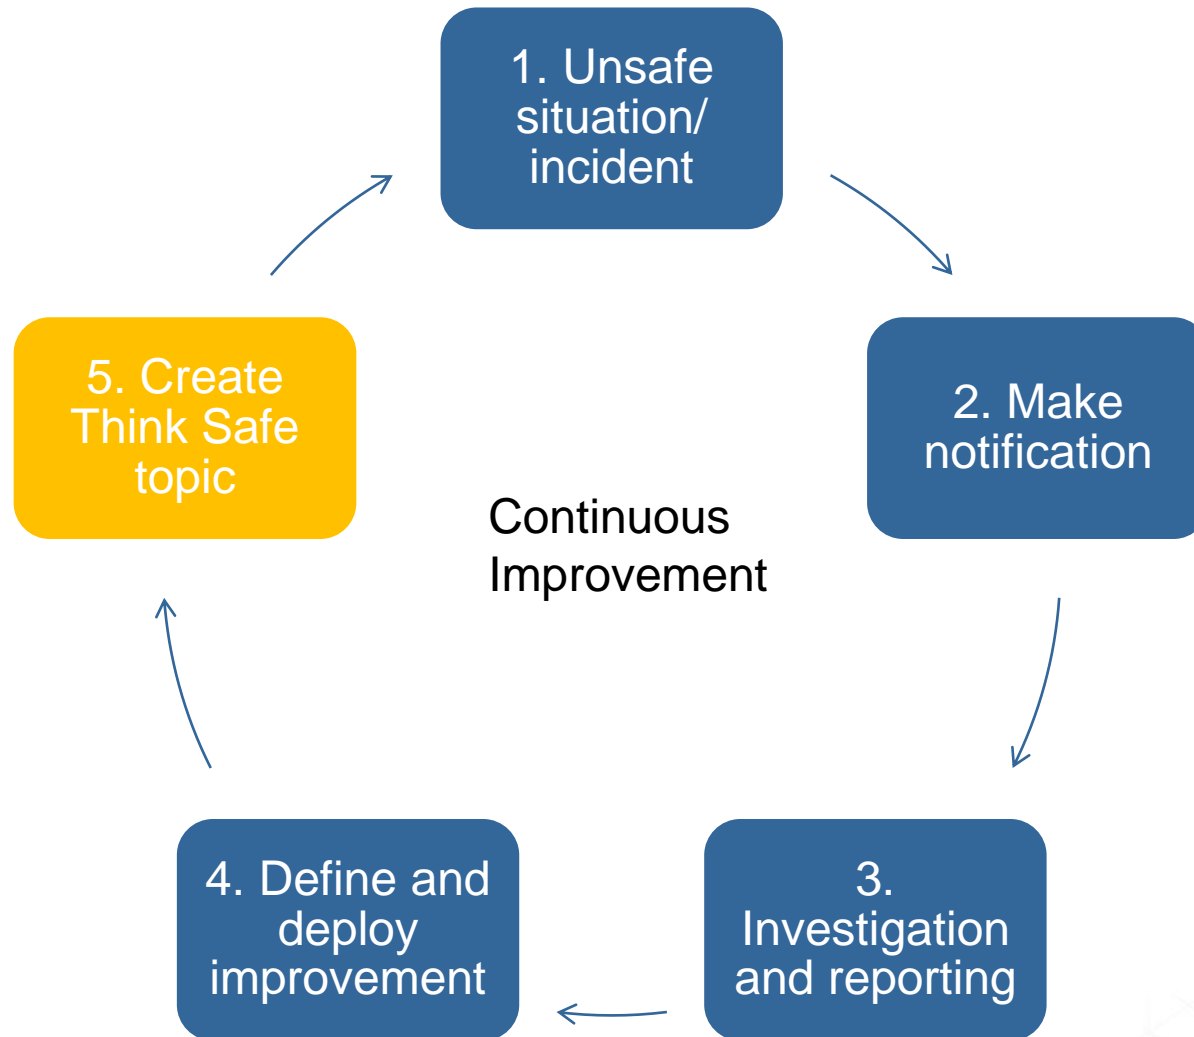 1. Unsafe
situation/
incident
2. Make
notification
3.
Investigation
and reporting
4. Define and
deploy
improvement
5. Create
Think Safe
topic
Continuous
Improvement